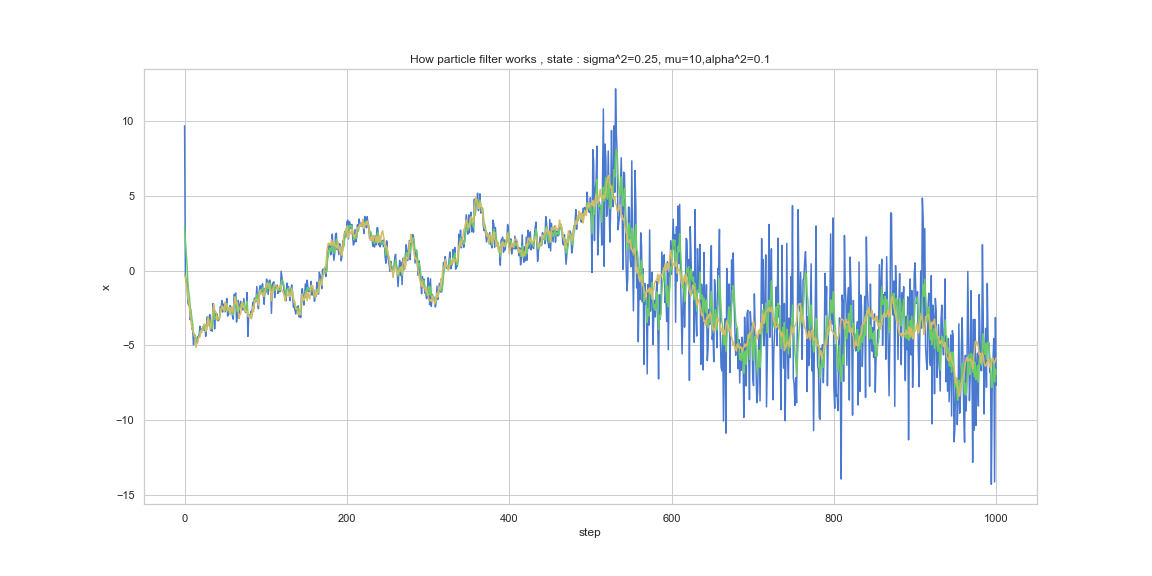 How particle filter works , state : sigma^2=0.25, mu=10,alpha^2=0.1
10
5
0
−5
−10
−15
x
0 200 400 600 800 1000
step